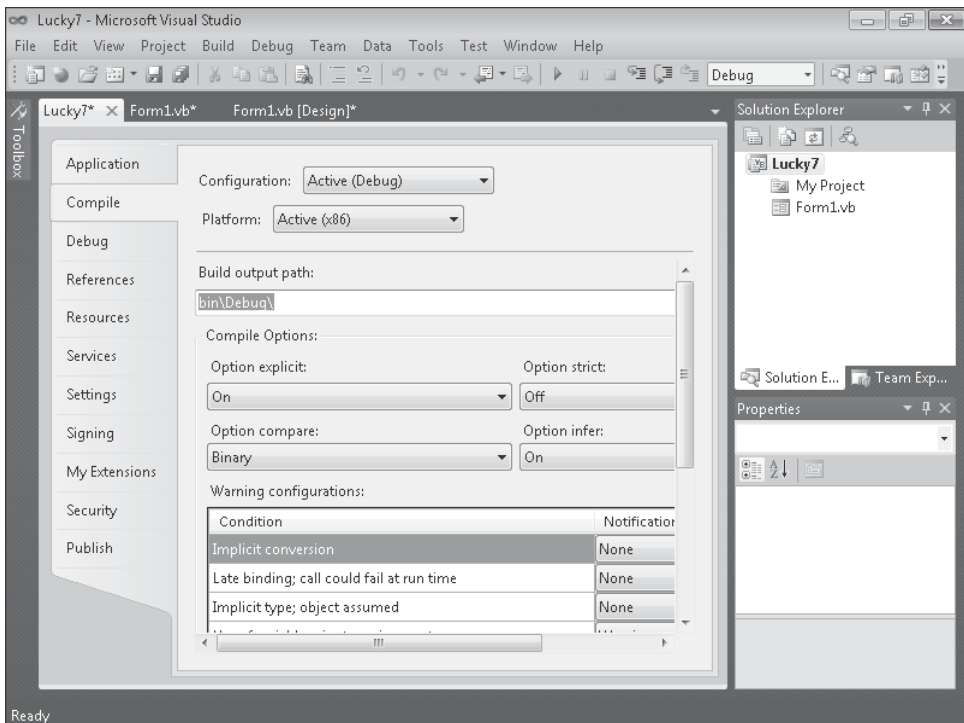 Lucky7 - Microsoft Visual Studio
File Edit View Project Build Debug Team Data Tools Test Window Help
Debug
Toolbox
Lucky7* Form1.vb* Form1.vb [Design]*
Application
Compile
Debug
References
Resources
Services
Settings
Signing
My Extensions
Security
Publish
Configuration: Active (Debug)
Platform: Active (x86)
Build output path:
bin\Debug\
Compile Options:
Option explicit: Option strict:
On Off
Option compare: Option infer:
Binary On
Warning configurations:
Condition Notification
Implicit conversion None
Late binding; call could fail at run time None
Implicit type; object assumed None
Solution Explorer
Lucky7
My Project
Form1.vb
Solution E... Team Exp...
Properties
Ready